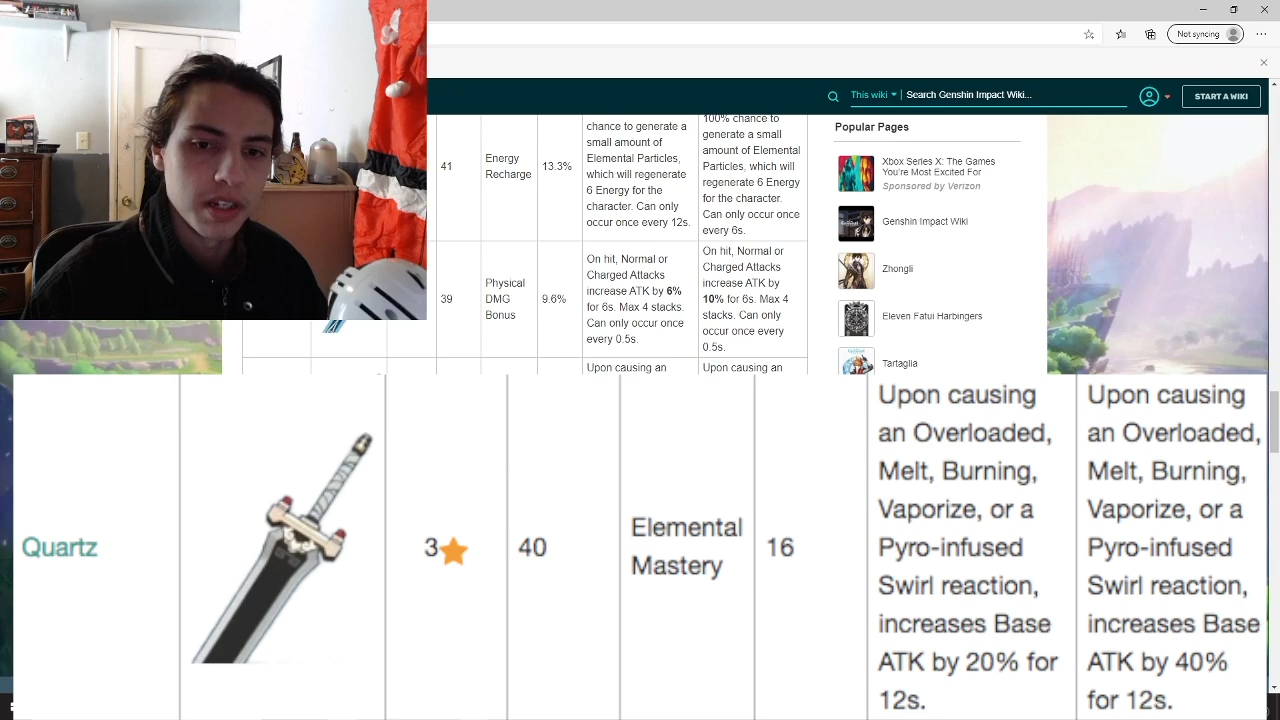 Not syncing
This wiki
Search Genshin Impact Wiki...
START A WIKI
41
Energy
Recharge
13.3%
chance to generate a
small amount of
Elemental Particles,
which will regenerate
6 Energy for the
character. Can only
occur once every 12s.
100% chance to
generate a small
amount of Elemental
Particles, which will
regenerate 6 Energy
for the character.
Can only occur once
every 6s.
39
Physical
DMG
Bonus
9.6%
On hit, Normal or
Charged Attacks
increase ATK by 6%
for 6s. Max 4 stacks.
Can only occur once
every 0.5s.
On hit, Normal or
Charged Attacks
increase ATK by
10% for 6s. Max 4
stacks. Can only
occur once every
0.5s.
Upon causing an
Upon causing an
Popular Pages
Xbox Series X: The Games
You're Most Excited For
Sponsored by Verizon
Genshin Impact Wiki
Zhongli
Eleven Fatui Harbingers
Tartaglia
Quartz
3
40
Elemental
Mastery
16
Upon causing
an Overloaded,
Melt, Burning,
Vaporize, or a
Pyro-infused
Swirl reaction,
increases Base
ATK by 20% for
12s.
Upon causing
an Overloaded,
Melt, Burning,
Vaporize, or a
Pyro-infused
Swirl reaction,
increases Base
ATK by 40%
for 12s.